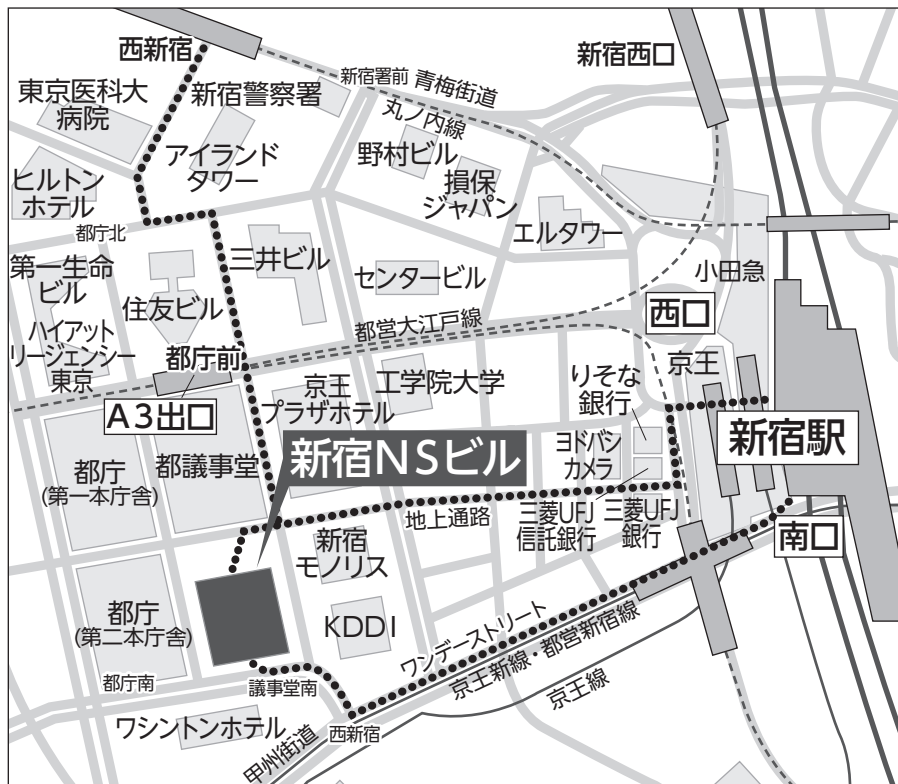 西新宿
新宿西口
東京医科大
病院
新宿警察署
新宿署前
青梅街道
丸ノ内線
アイランド
タワー
野村ビル
損保
ジャパン
ヒルトン
ホテル
都庁北
エルタワー
三井ビル
センタービル
小田急
第一生命
ビル
住友ビル
西口
ハイアット
リージェンシー
東京
都庁前
都営大江戸線
京王
A3出口
京王
プラザホテル
工学院大学
りそな
銀行
新宿駅
都庁
(第一本庁舎)
都議事堂
新宿NSビル
ヨドバシ
カメラ
地上通路
三菱UFJ
信託銀行
三菱UFJ
銀行
南口
新宿
モノリス
都庁
(第二本庁舎)
KDDI
ワンデーストリート
京王新線・都営新宿線
京王線
都庁南
議事堂南
ワシントンホテル
西新宿
甲州街道